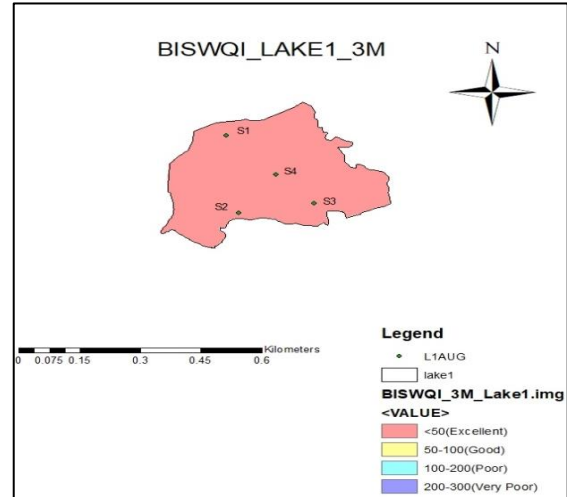 BISWQI_LAKE1_3M
N
S1
S4
S3
S2
Kilometers
0 0.075 0.15 0.3 0.45 0.6
Legend
L1AUG
lake1
BISWQI_3M_Lake1.img
<VALUE>
<50(Excellent)
50-100(Good)
100-200(Poor)
200-300(Very Poor)